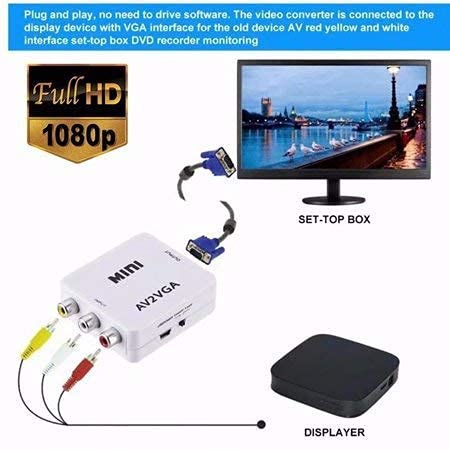 Plug and play, no need to drive software. The video converter is connected to the
display device with VGA interface for the old device AV red yellow and white
interface set-top box DVD recorder monitoring
Full HD
1080p
SET-TOP BOX
OUTPUT
MINI
AV2VGA
INPUT
DISPLAYER